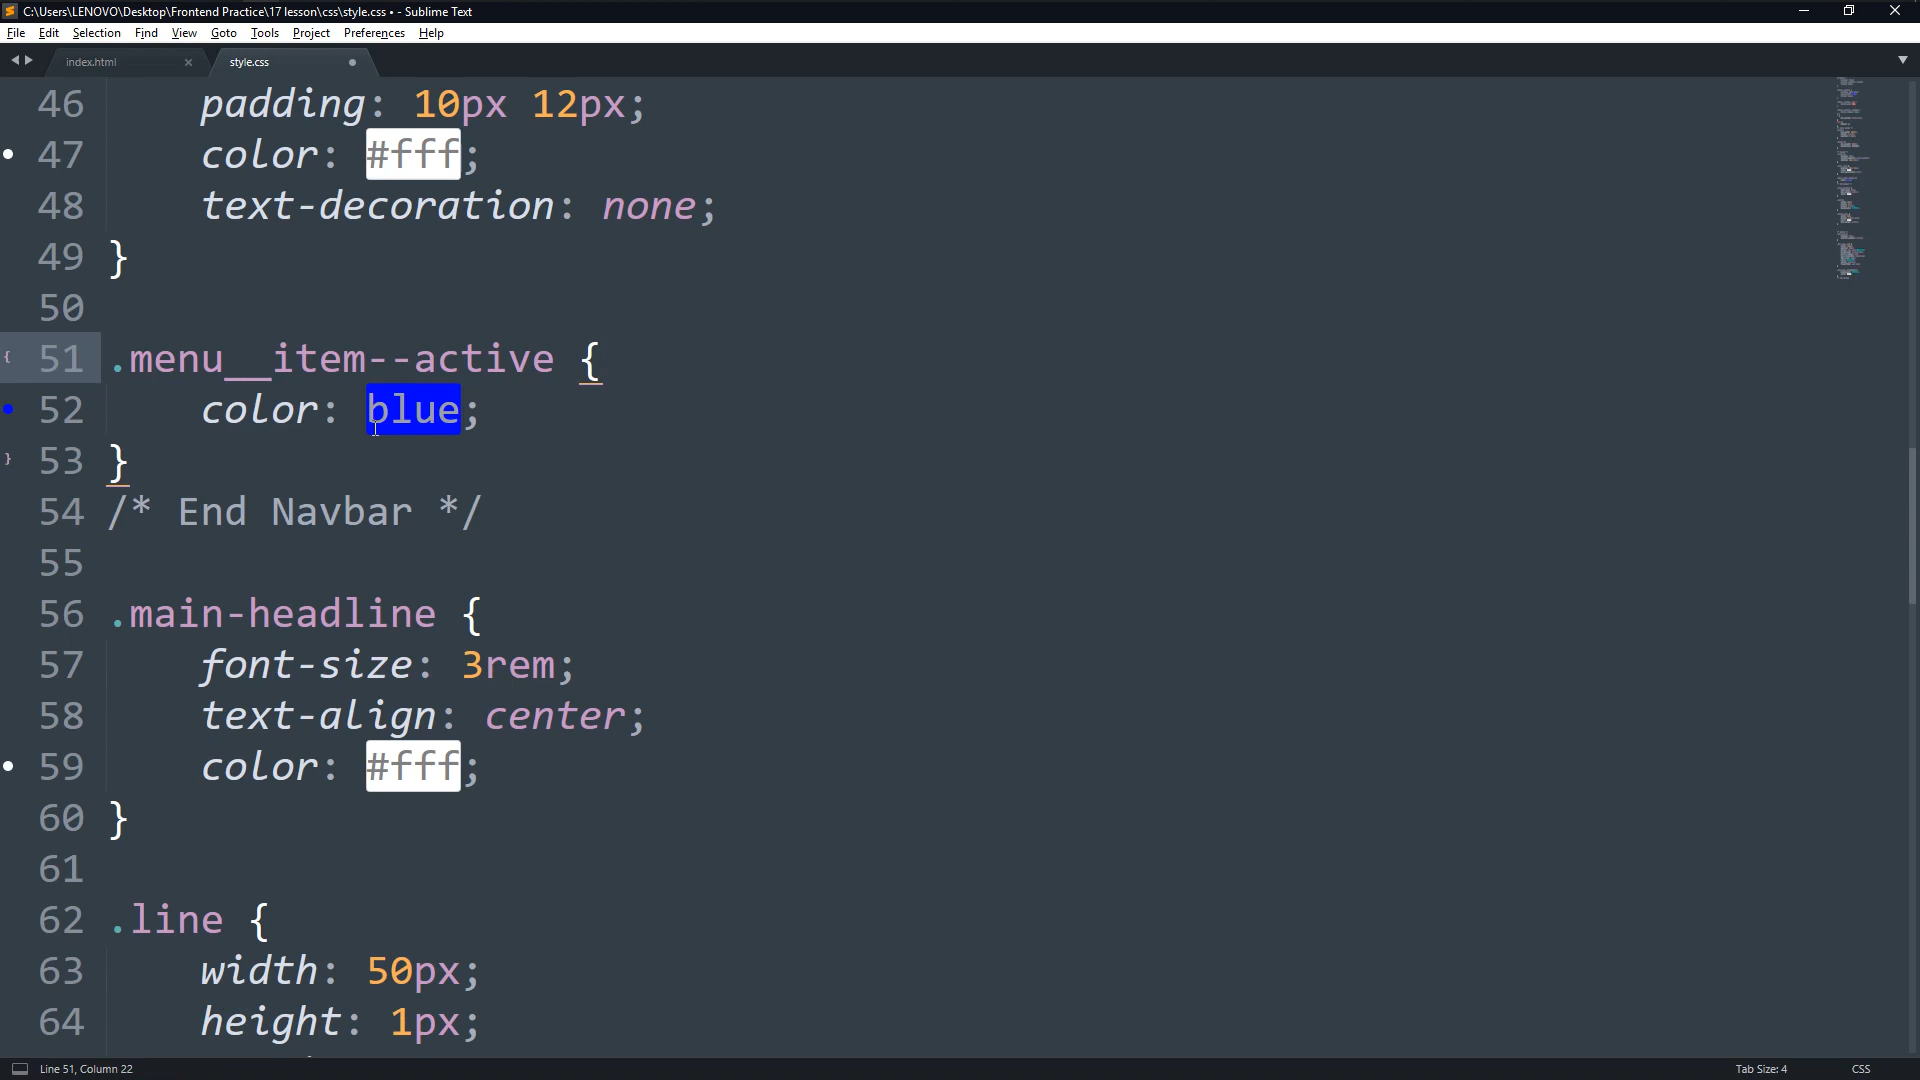 C:\Users\LENOVO\Desktop\Frontend Practice\17 lesson\css\style.css • - Sublime Text
File Edit Selection Find View Goto Tools Project Preferences Help
index.html × style.css
46 padding: 10px 12px;
47 color: #fff;
48 text-decoration: none;
49 }
50
{ 51 .menu__item--active {
52 color: blue;
} 53 }
54 /* End Navbar */
55
56 .main-headline {
57 font-size: 3rem;
58 text-align: center;
59 color: #fff;
60 }
61
62 .line {
63 width: 50px;
64 height: 1px;
Line 51, Column 22 Tab Size: 4 CSS